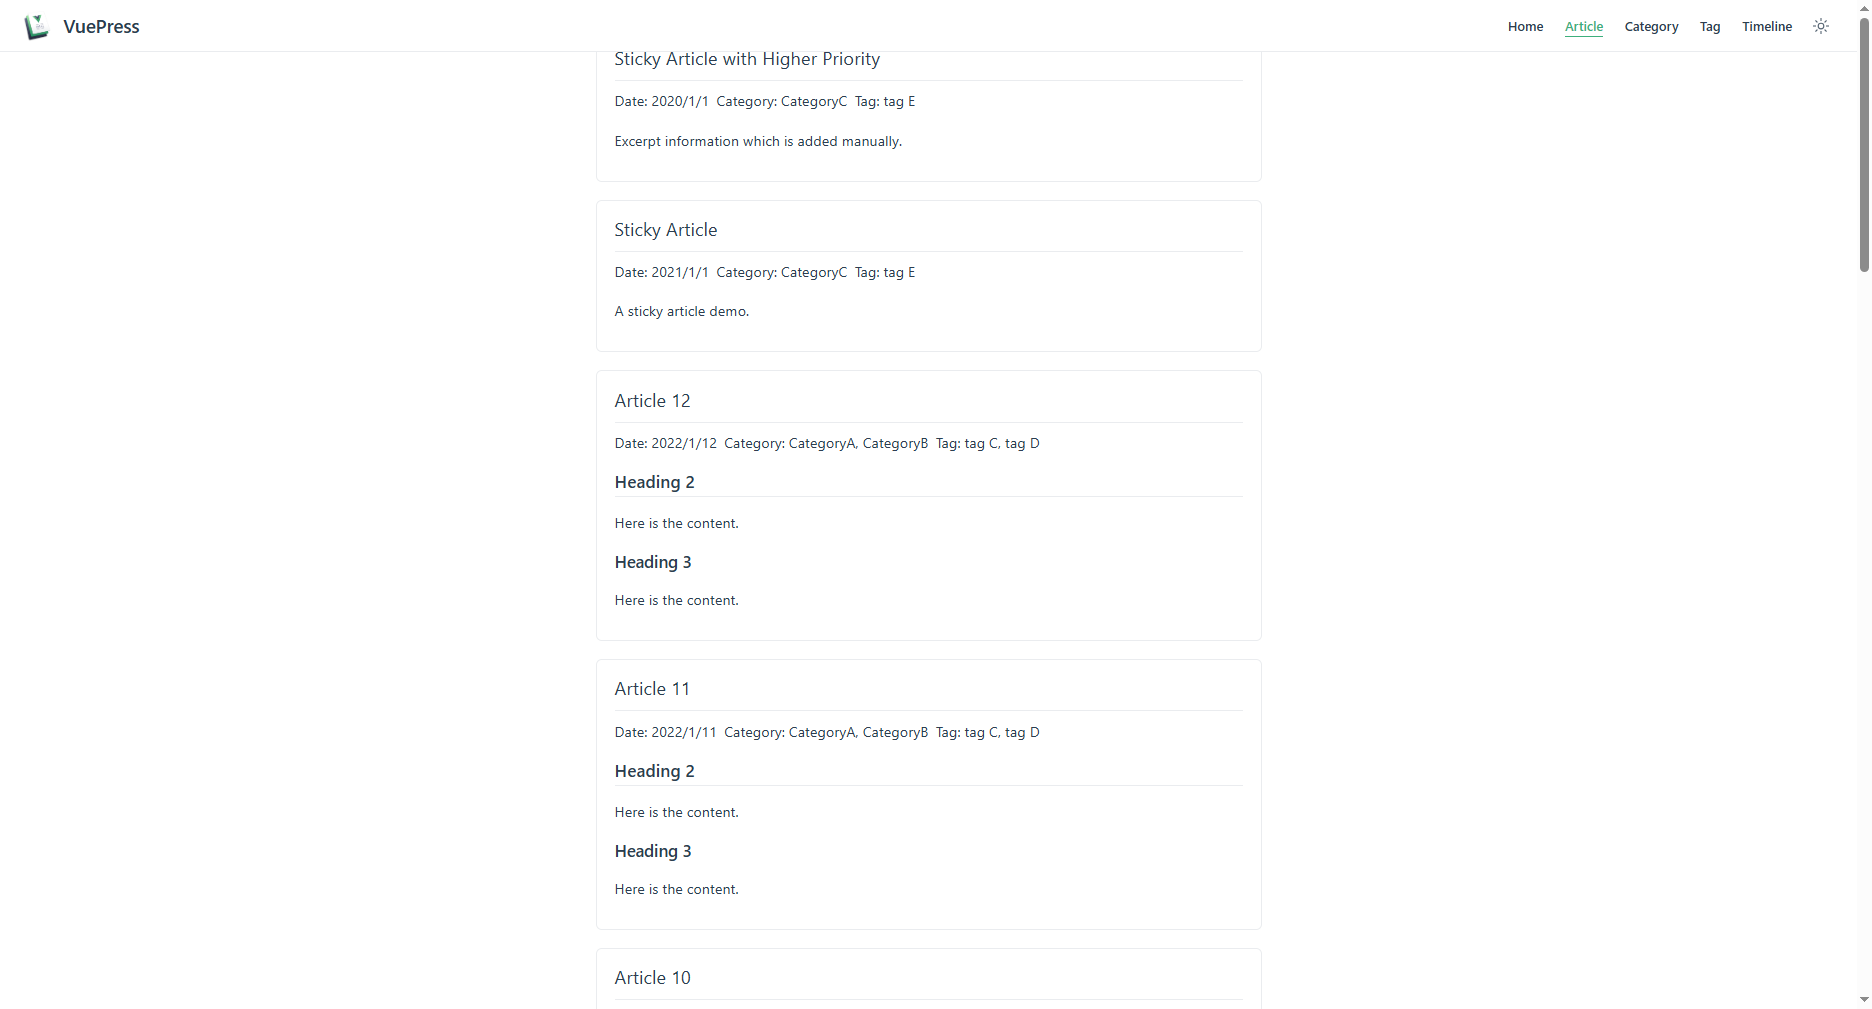 VuePress
Home Article Category Tag Timeline
Sticky Article with Higher Priority
Date: 2020/1/1 Category: CategoryC Tag: tag E
Excerpt information which is added manually.
Sticky Article
Date: 2021/1/1 Category: CategoryC Tag: tag E
A sticky article demo.
Article 12
Date: 2022/1/12 Category: CategoryA, CategoryB Tag: tag C, tag D
Heading 2
Here is the content.
Heading 3
Here is the content.
Article 11
Date: 2022/1/11 Category: CategoryA, CategoryB Tag: tag C, tag D
Heading 2
Here is the content.
Heading 3
Here is the content.
Article 10